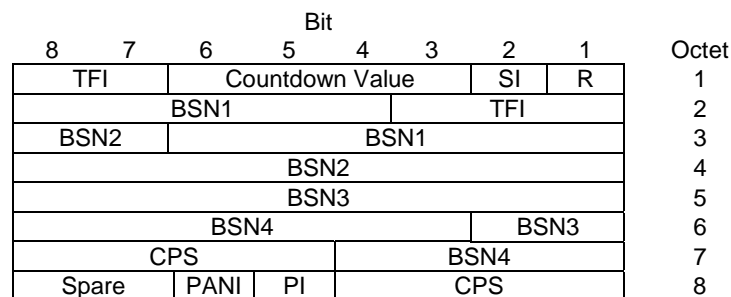 Bit
8 7 6 5 4 3 2 1 Octet
TFI Countdown Value SI R 1
BSN1 TFI 2
BSN2 BSN1 3
BSN2 4
BSN3 5
BSN4 BSN3 6
CPS BSN4 7
Spare PANI PI CPS 8